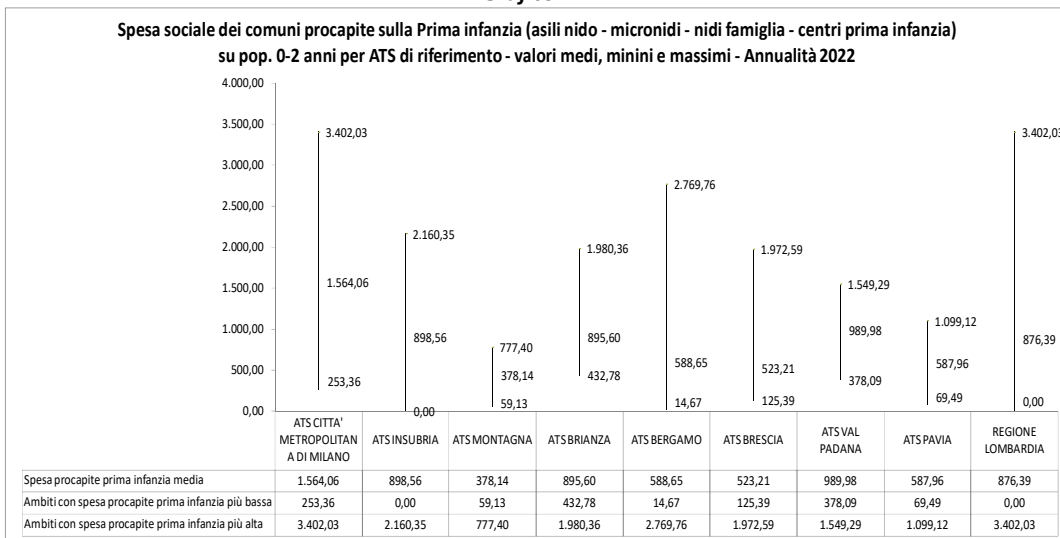 Spesa sociale dei comuni procapite sulla Prima infanzia (asili nido - micronidi - nidi famiglia - centri prima infanzia)
su pop. 0-2 anni per ATS di riferimento - valori medi, minini e massimi - Annualità 2022
4.000,00
3.500,00
3.000,00
2.500,00
2.000,00
1.500,00
1.000,00
500,00
0,00
3.402,03
1.564,06
253,36
2.160,35
898,56
0,00
777,40
378,14
59,13
1.980,36
895,60
432,78
2.769,76
588,65
14,67
1.972,59
523,21
125,39
1.549,29
989,98
378,09
1.099,12
587,96
69,49
3.402,03
876,39
0,00
ATS CITTA'
METROPOLITAN
A DI MILANO
ATS INSUBRIA
ATS MONTAGNA
ATS BRIANZA
ATS BERGAMO
ATS BRESCIA
ATS VAL
PADANA
ATS PAVIA
REGIONE
LOMBARDIA
Spesa procapite prima infanzia media 1.564,06 898,56 378,14 895,60 588,65 523,21 989,98 587,96 876,39
Ambiti con spesa procapite prima infanzia più bassa 253,36 0,00 59,13 432,78 14,67 125,39 378,09 69,49 0,00
Ambiti con spesa procapite prima infanzia più alta 3.402,03 2.160,35 777,40 1.980,36 2.769,76 1.972,59 1.549,29 1.099,12 3.402,03